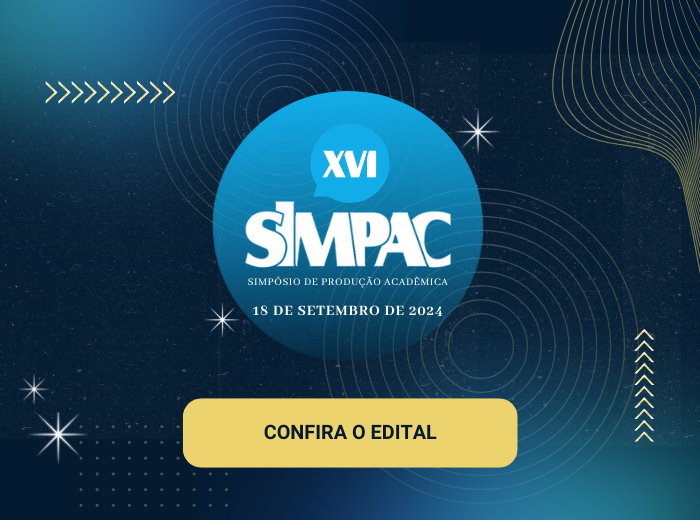 XVI
SIMPAC
SIMPÓSIO DE PRODUÇÃO ACADÊMICA
18 DE SETEMBRO DE 2024
CONFIRA O EDITAL